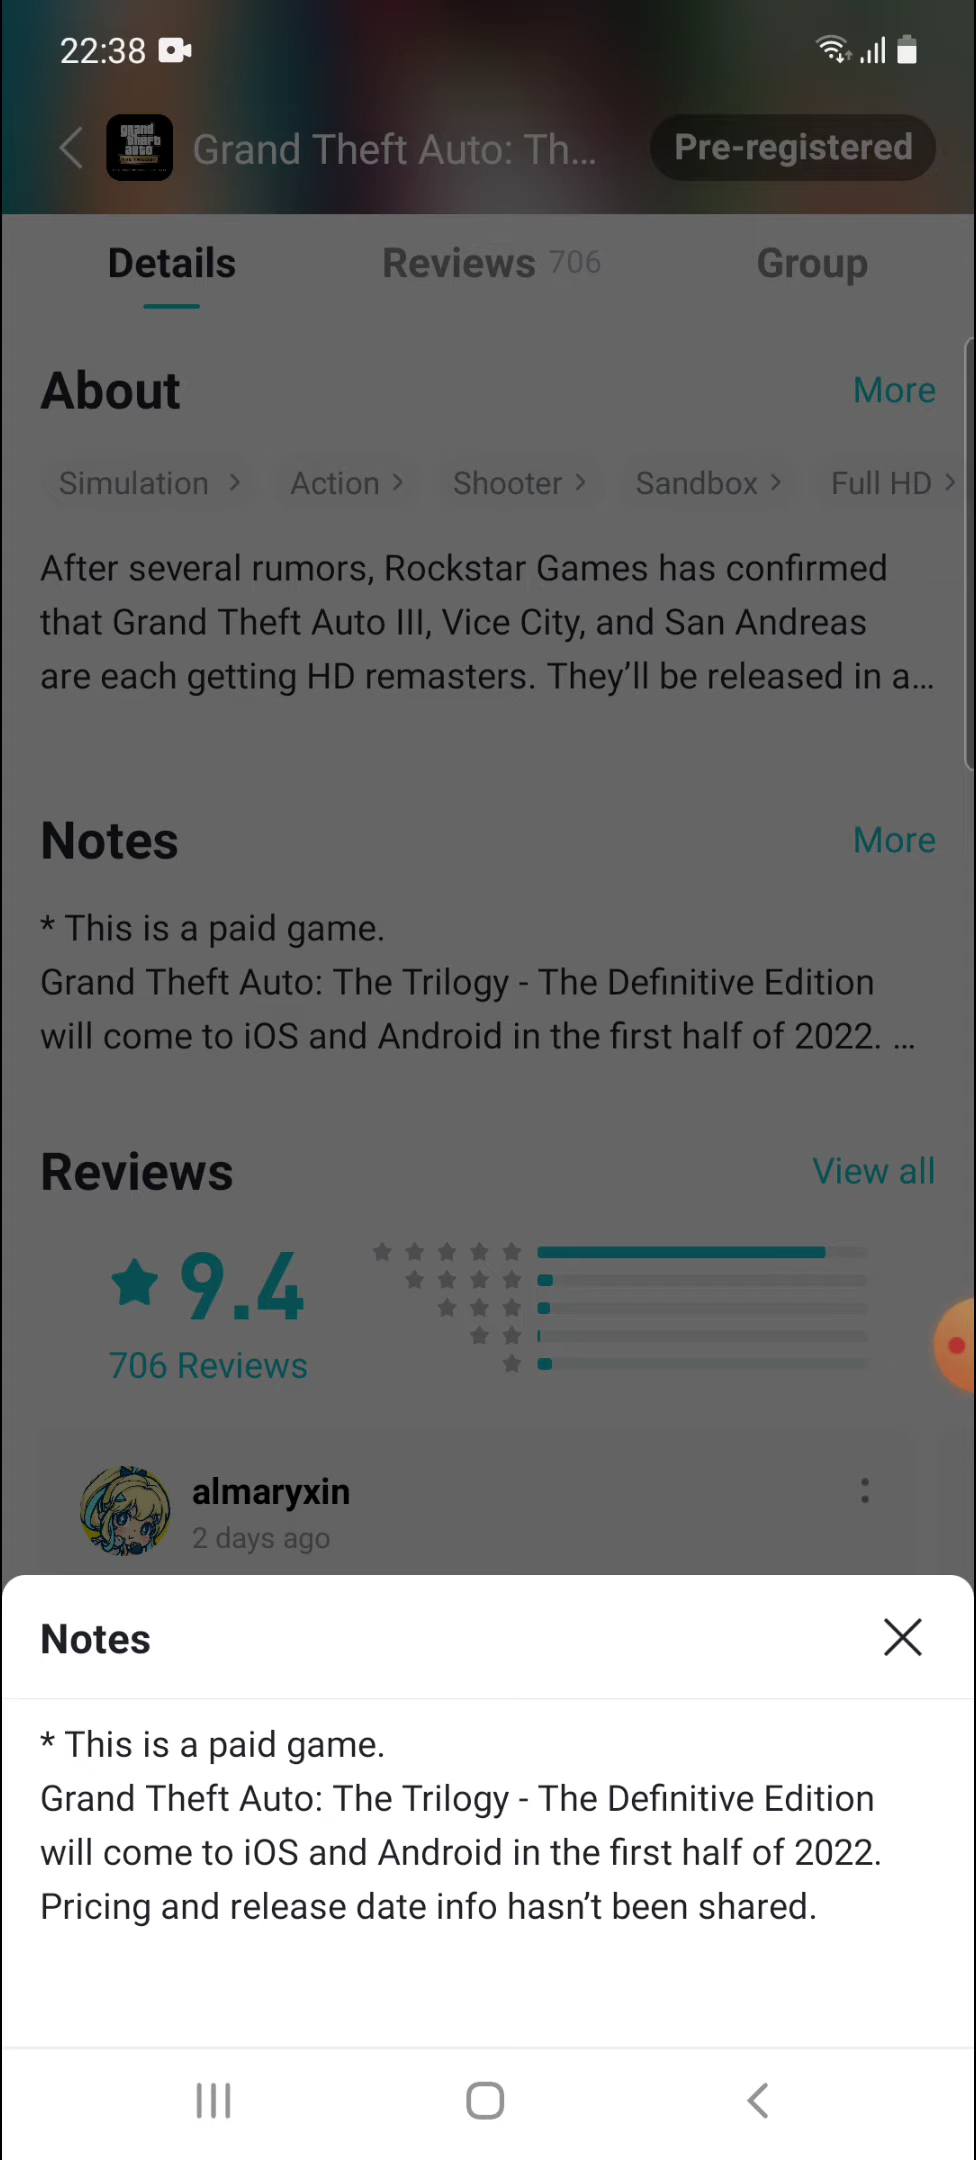 22:38
grand
theft
auto
Grand Theft Auto: Th...
Pre-registered
Details
Reviews 706
Group
About
More
Simulation
Action
Shooter
Sandbox
Full HD
After several rumors, Rockstar Games has confirmed
that Grand Theft Auto III, Vice City, and San Andreas
are each getting HD remasters. They’ll be released in a...
Notes
More
* This is a paid game.
Grand Theft Auto: The Trilogy - The Definitive Edition
will come to iOS and Android in the first half of 2022. ...
Reviews
View all
9.4
706 Reviews
almaryxin
2 days ago
Notes
* This is a paid game.
Grand Theft Auto: The Trilogy - The Definitive Edition
will come to iOS and Android in the first half of 2022.
Pricing and release date info hasn’t been shared.